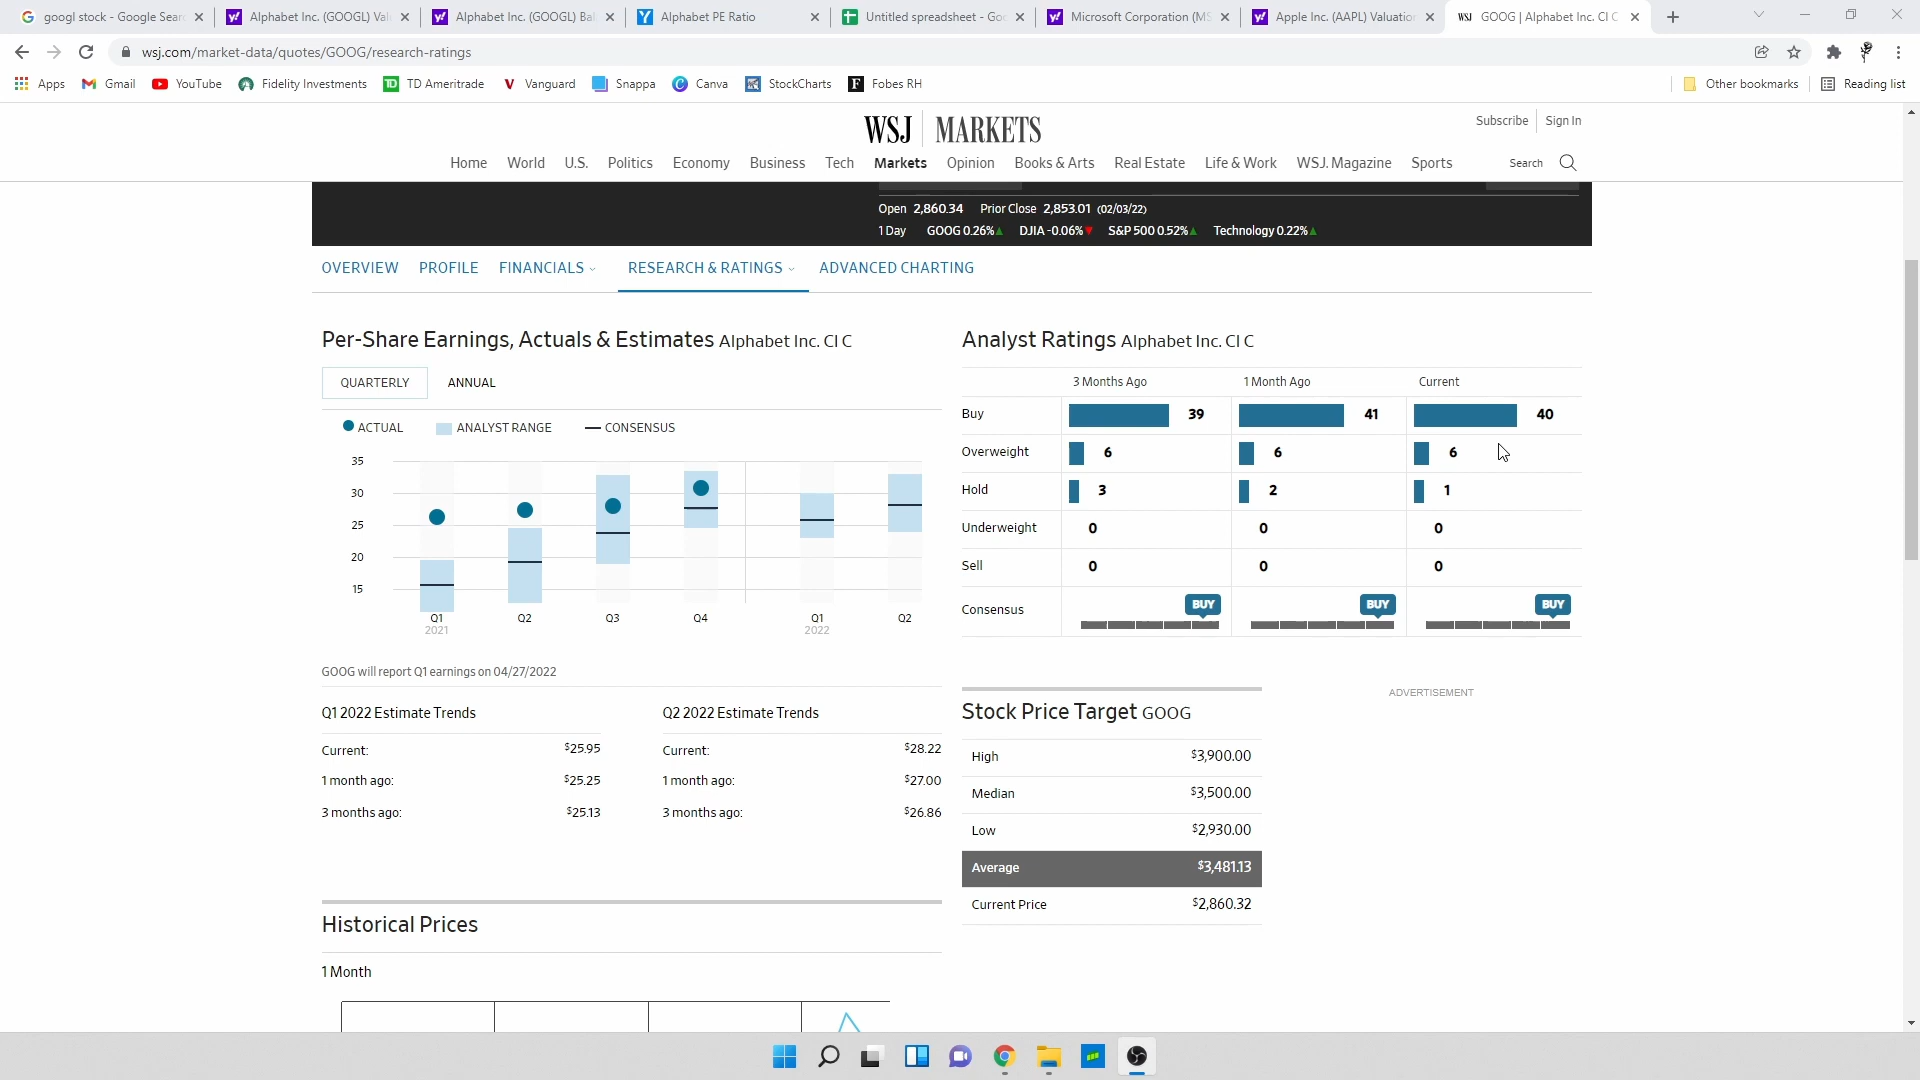 googl stock - Google Sear
Alphabet Inc. (GOOGL) Val
Alphabet Inc. (GOOGL) Bal
Alphabet PE Ratio
Untitled spreadsheet - Goo
Microsoft Corporation (MS
Apple Inc. (AAPL) Valuation
WSJ GOOG | Alphabet Inc. Cl C
wsj.com/market-data/quotes/GOOG/research-ratings
Apps Gmail YouTube Fidelity Investments TD Ameritrade Vanguard Snappa Canva StockCharts Fobes RH Other bookmarks Reading list
WSJ MARKETS
Subscribe Sign In
Home World U.S. Politics Economy Business Tech Markets Opinion Books & Arts Real Estate Life & Work WSJ. Magazine Sports Search
Open 2,860.34 Prior Close 2,853.01 (02/03/22)
1 Day GOOG 0.26% DJIA -0.06% S&P 500 0.52% Technology 0.22%
OVERVIEW PROFILE FINANCIALS RESEARCH & RATINGS ADVANCED CHARTING
Per-Share Earnings, Actuals & Estimates Alphabet Inc. Cl C
QUARTERLY ANNUAL
ACTUAL ANALYST RANGE CONSENSUS
35
30
25
20
15
Q1 Q2 Q3 Q4 Q1 Q2
2021 2022
GOOG will report Q1 earnings on 04/27/2022
Q1 2022 Estimate Trends
Current: $25.95
1 month ago: $25.25
3 months ago: $25.13
Q2 2022 Estimate Trends
Current: $28.22
1 month ago: $27.00
3 months ago: $26.86
Historical Prices
1 Month
Analyst Ratings Alphabet Inc. Cl C
3 Months Ago 1 Month Ago Current
Buy 39 41 40
Overweight 6 6 6
Hold 3 2 1
Underweight 0 0 0
Sell 0 0 0
Consensus BUY BUY BUY
Stock Price Target GOOG
High $3,900.00
Median $3,500.00
Low $2,930.00
Average $3,481.13
Current Price $2,860.32
ADVERTISEMENT